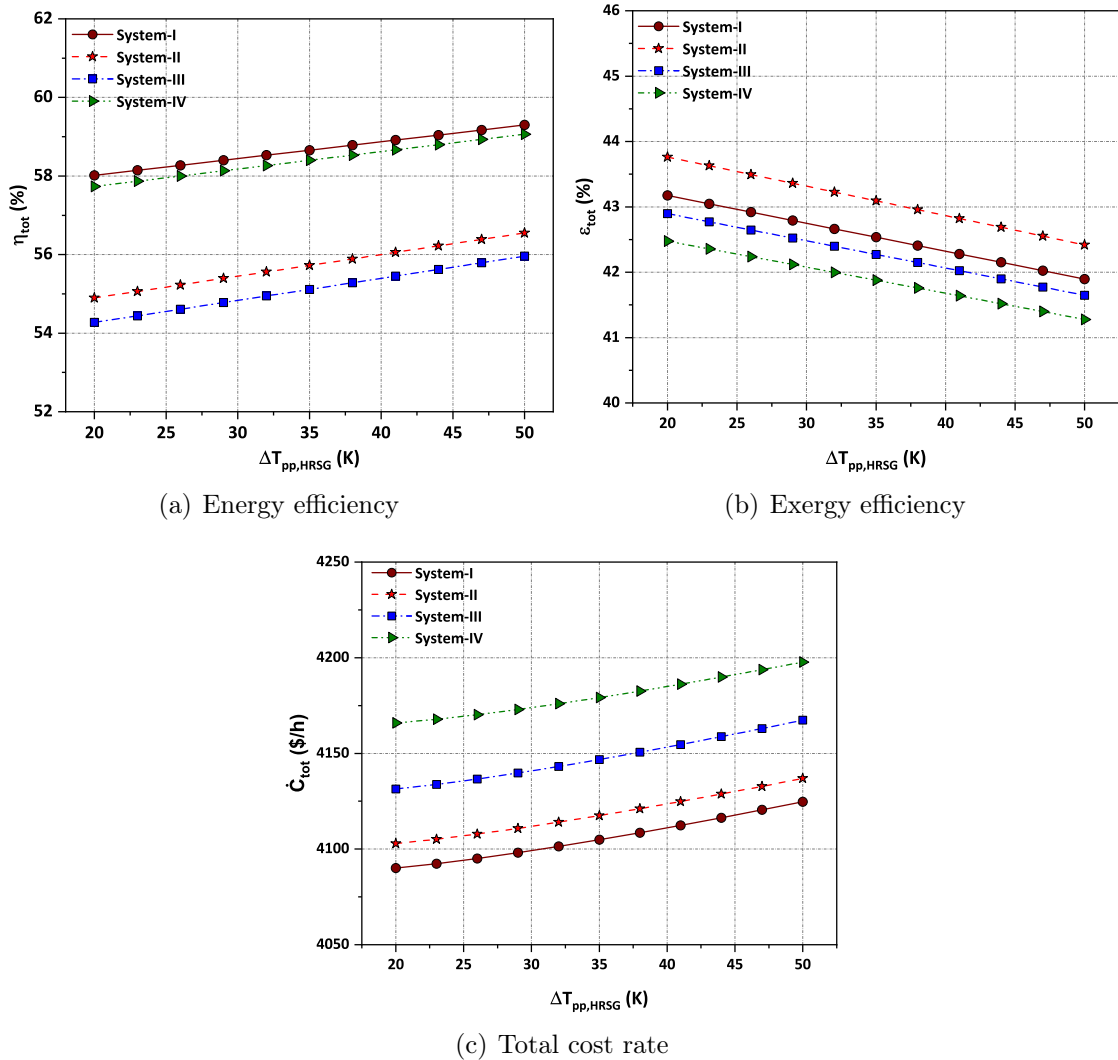 62
60
58
56
54
52
η_tot (%)
System-I
System-II
System-III
System-IV
20 25 30 35 40 45 50
ΔT_pp,HRSG (K)
(a) Energy efficiency
46
45
44
43
42
41
40
ε_tot (%)
System-I
System-II
System-III
System-IV
20 25 30 35 40 45 50
ΔT_pp,HRSG (K)
(b) Exergy efficiency
4250
4200
4150
4100
4050
Ċ_tot ($/h)
System-I
System-II
System-III
System-IV
20 25 30 35 40 45 50
ΔT_pp,HRSG (K)
(c) Total cost rate